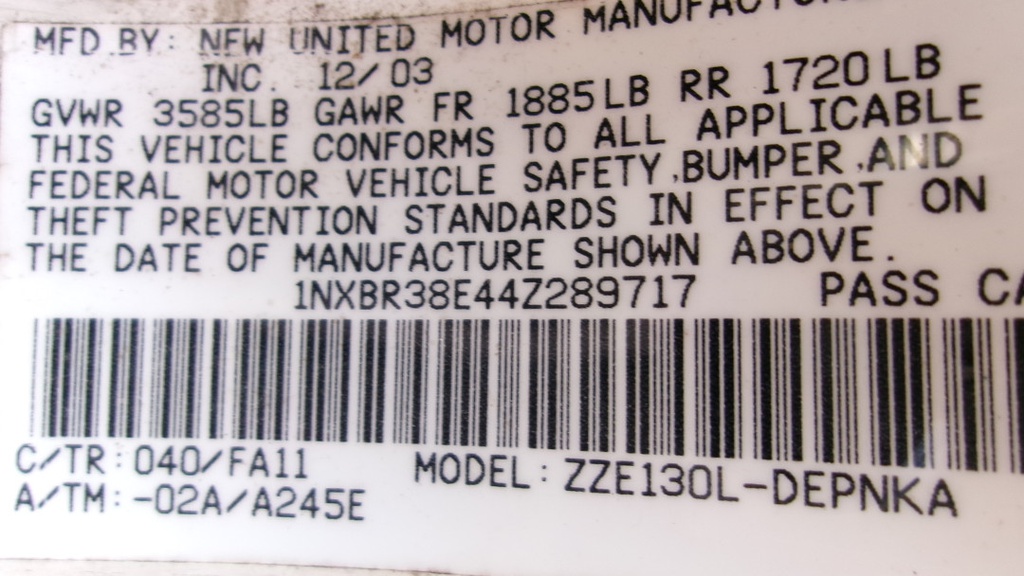 MFD.BY: NEW UNITED MOTOR MANUFACTUR
INC. 12/03
GVWR 3585LB GAWR FR 1885LB RR 1720LB
THIS VEHICLE CONFORMS TO ALL APPLICABLE
FEDERAL MOTOR VEHICLE SAFETY,BUMPER,AND
THEFT PREVENTION STANDARDS IN EFFECT ON
THE DATE OF MANUFACTURE SHOWN ABOVE.
1NXBR38E44Z289717 PASS CA
C/TR:040/FA11 MODEL:ZZE130L-DEPNKA
A/TM:-02A/A245E